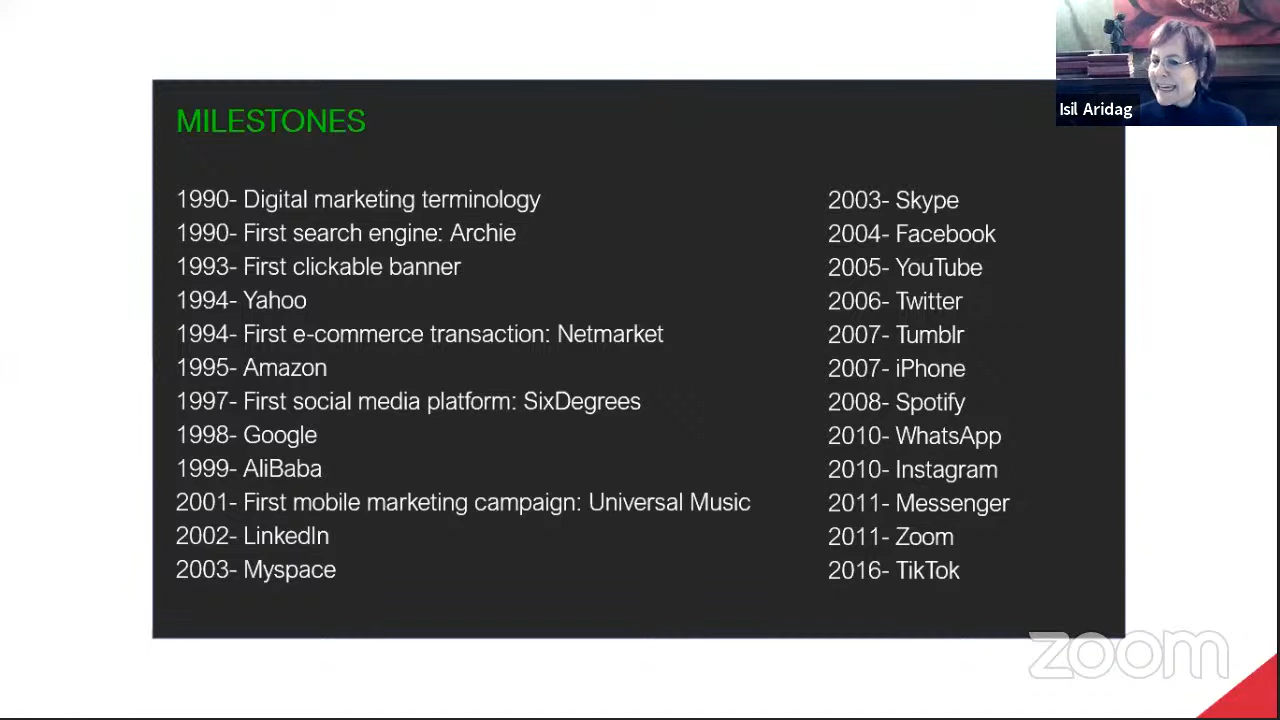 MILESTONES
1990- Digital marketing terminology
1990- First search engine: Archie
1993- First clickable banner
1994- Yahoo
1994- First e-commerce transaction: Netmarket
1995- Amazon
1997- First social media platform: SixDegrees
1998- Google
1999- AliBaba
2001- First mobile marketing campaign: Universal Music
2002- LinkedIn
2003- Myspace
2003- Skype
2004- Facebook
2005- YouTube
2006- Twitter
2007- Tumblr
2007- iPhone
2008- Spotify
2010- WhatsApp
2010- Instagram
2011- Messenger
2011- Zoom
2016- TikTok
Isil Aridag
zoom